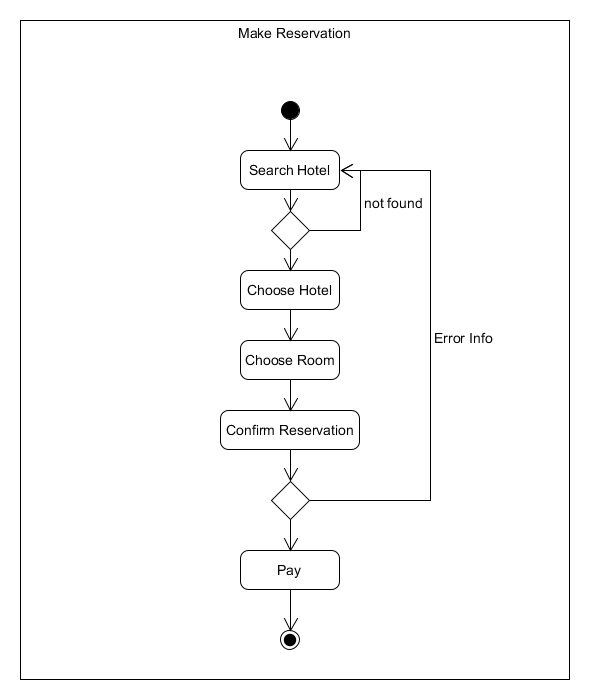 Make Reservation
Search Hotel
not found
Choose Hotel
Error Info
Choose Room
Confirm Reservation
Pay